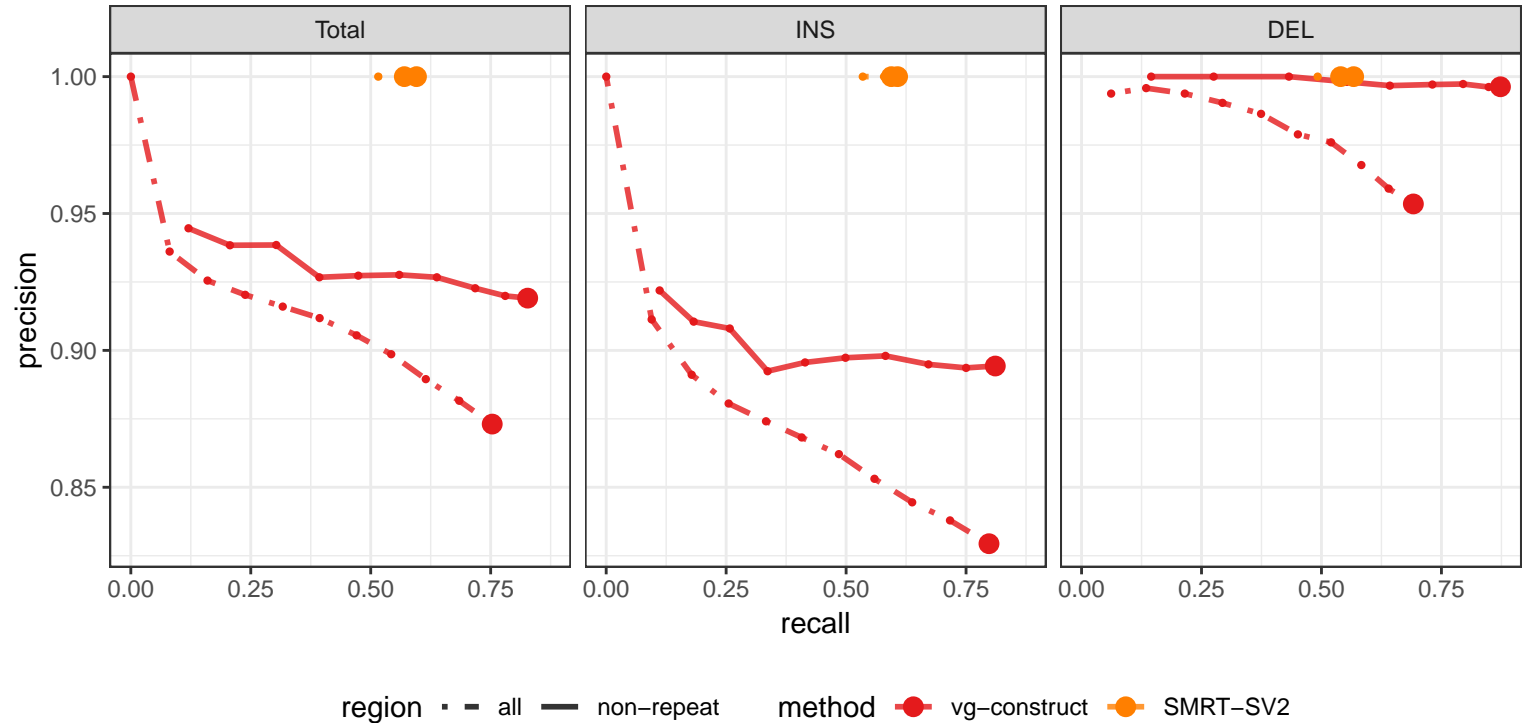 Total INS DEL
1.00
0.95
0.90
0.85
precision
0.00 0.25 0.50 0.75 0.00 0.25 0.50 0.75 0.00 0.25 0.50 0.75
recall
region all non−repeat method vg−construct SMRT−SV2